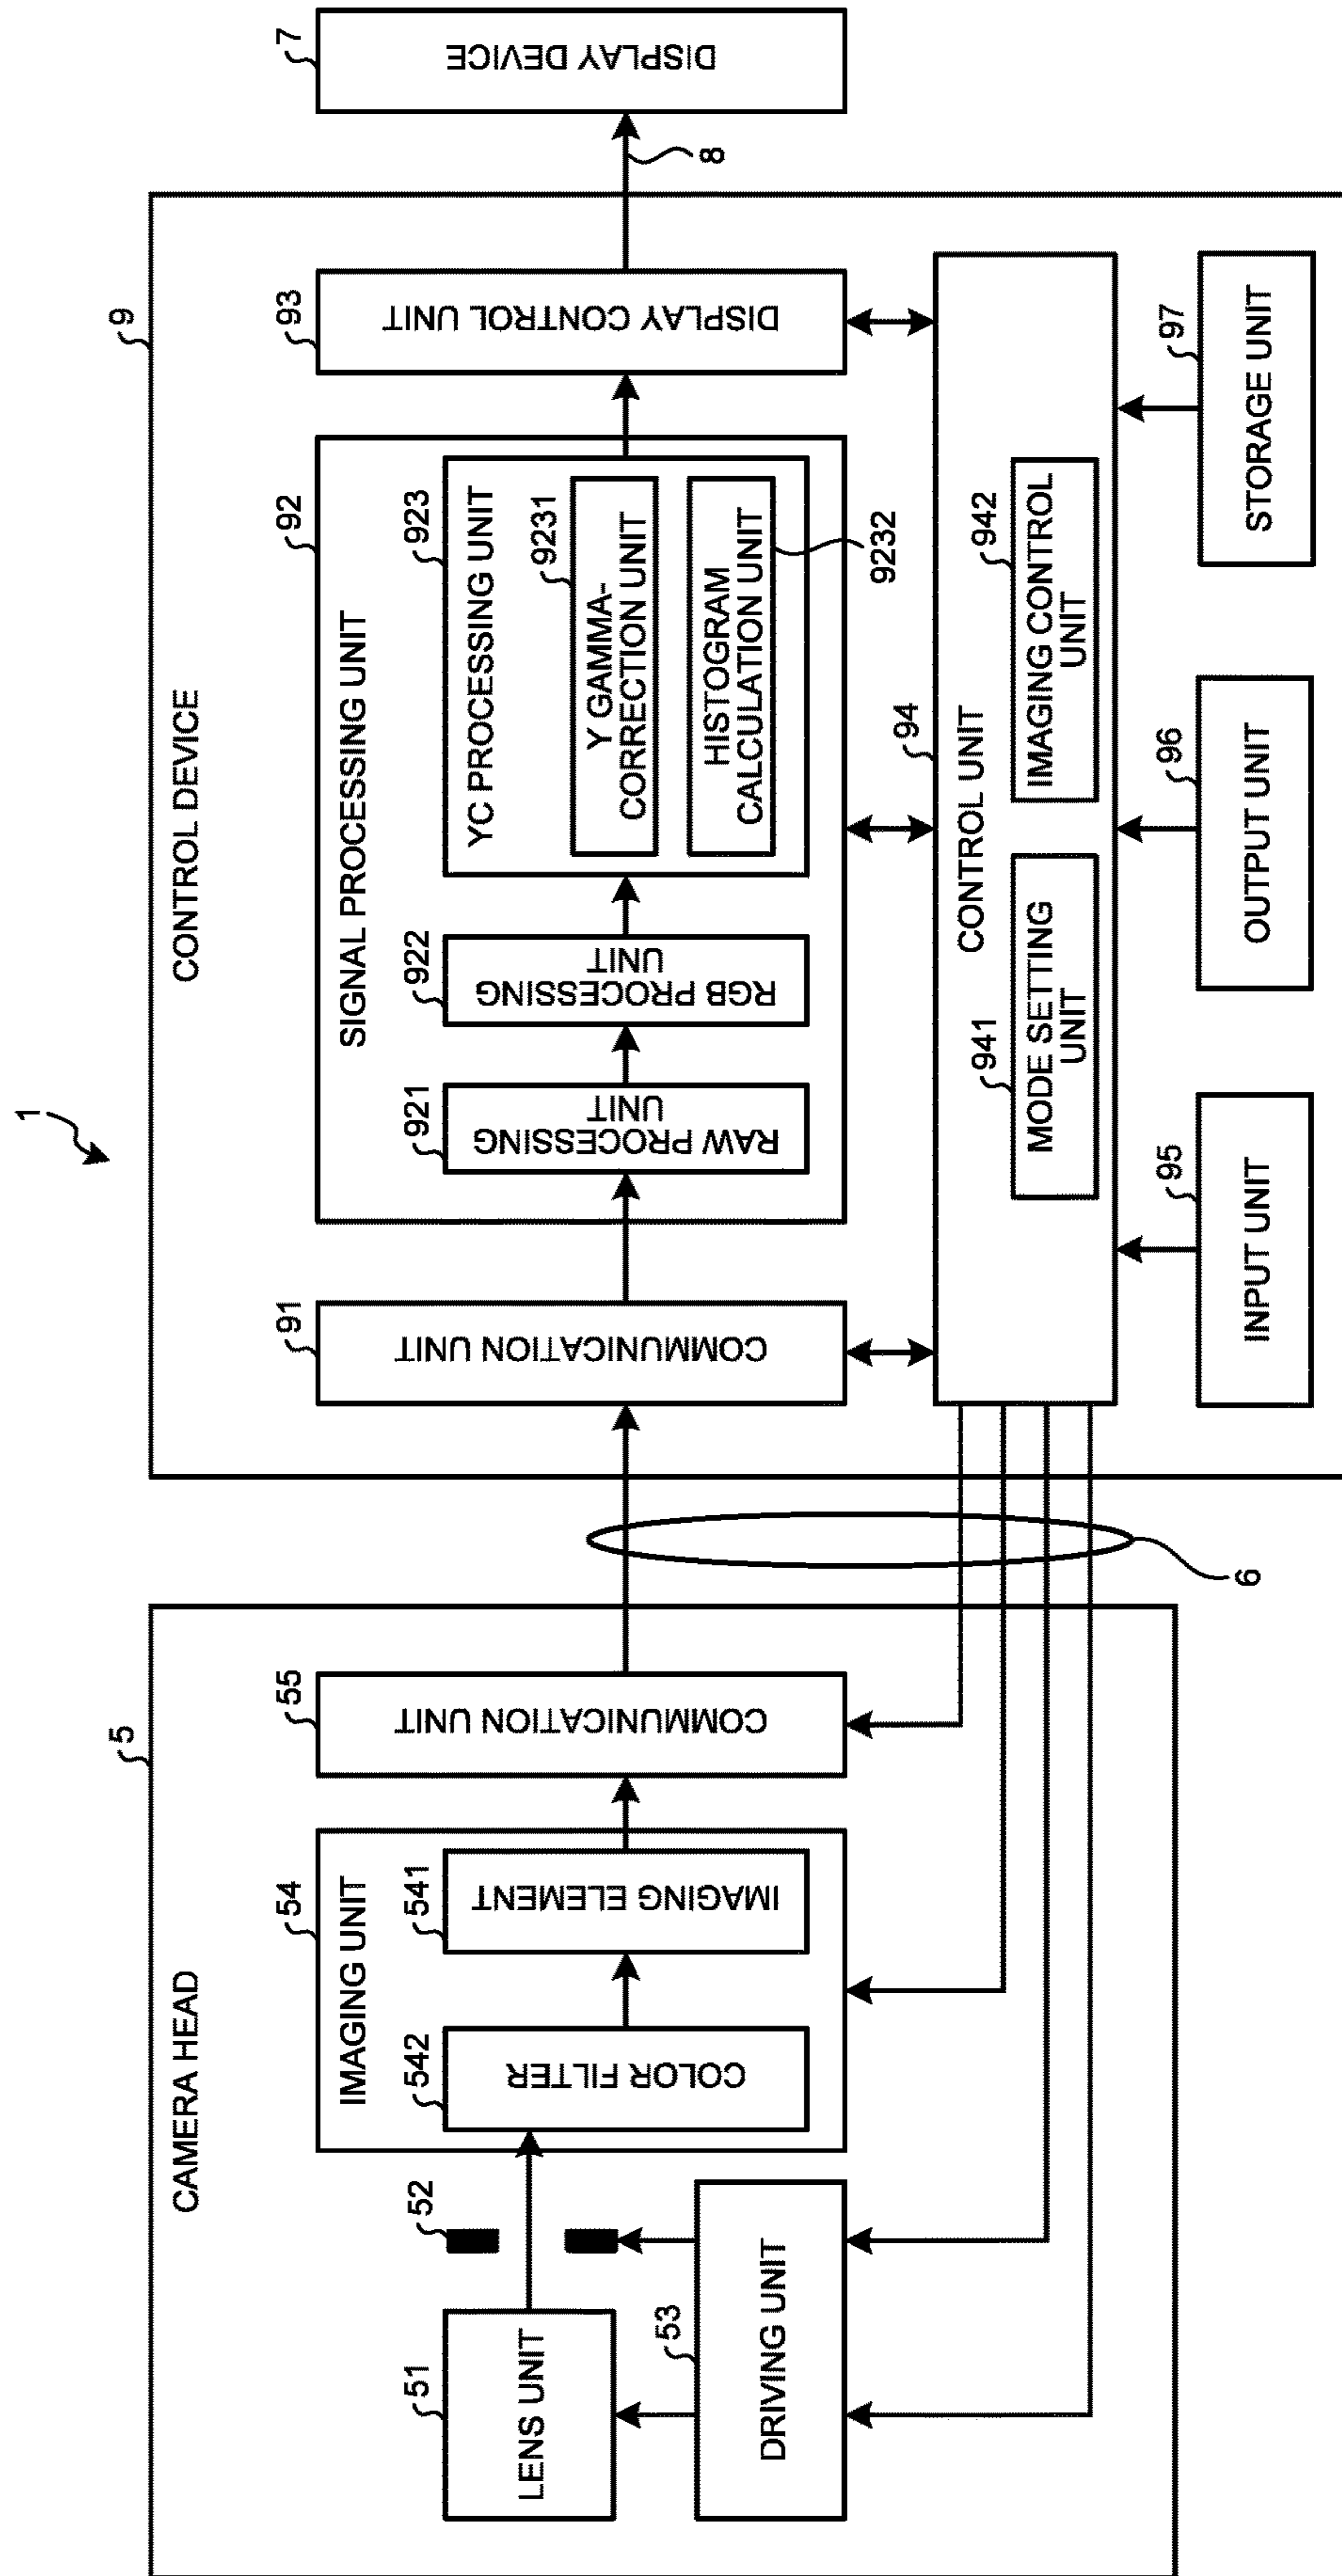 1
5
CAMERA HEAD
51
LENS UNIT
52
53
DRIVING UNIT
54
IMAGING UNIT
542
COLOR FILTER
541
IMAGING ELEMENT
55
COMMUNICATION UNIT
6
9
CONTROL DEVICE
91
COMMUNICATION UNIT
92
SIGNAL PROCESSING UNIT
921
RAW PROCESSING
UNIT
922
RGB PROCESSING
UNIT
923
YC PROCESSING UNIT
9231
Y GAMMA-
CORRECTION UNIT
HISTOGRAM
CALCULATION UNIT
9232
93
DISPLAY CONTROL UNIT
94
CONTROL UNIT
941
MODE SETTING
UNIT
942
IMAGING CONTROL
UNIT
95
INPUT UNIT
96
OUTPUT UNIT
97
STORAGE UNIT
8
7
DISPLAY DEVICE